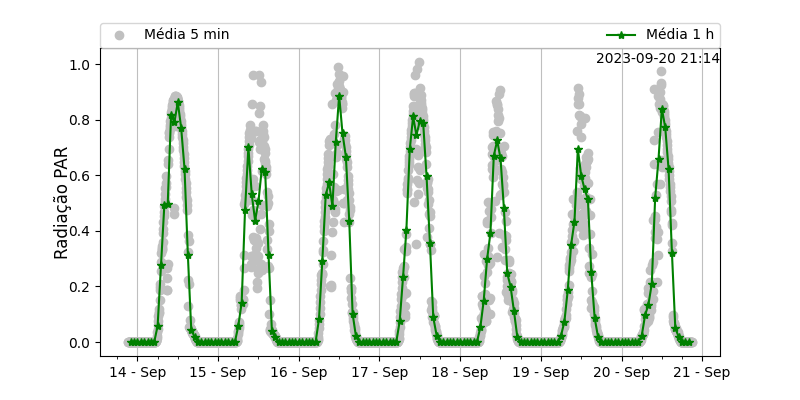 Média 5 min
Média 1 h
2023-09-20 21:14
Radiação PAR
1.0
0.8
0.6
0.4
0.2
0.0
14 - Sep
15 - Sep
16 - Sep
17 - Sep
18 - Sep
19 - Sep
20 - Sep
21 - Sep